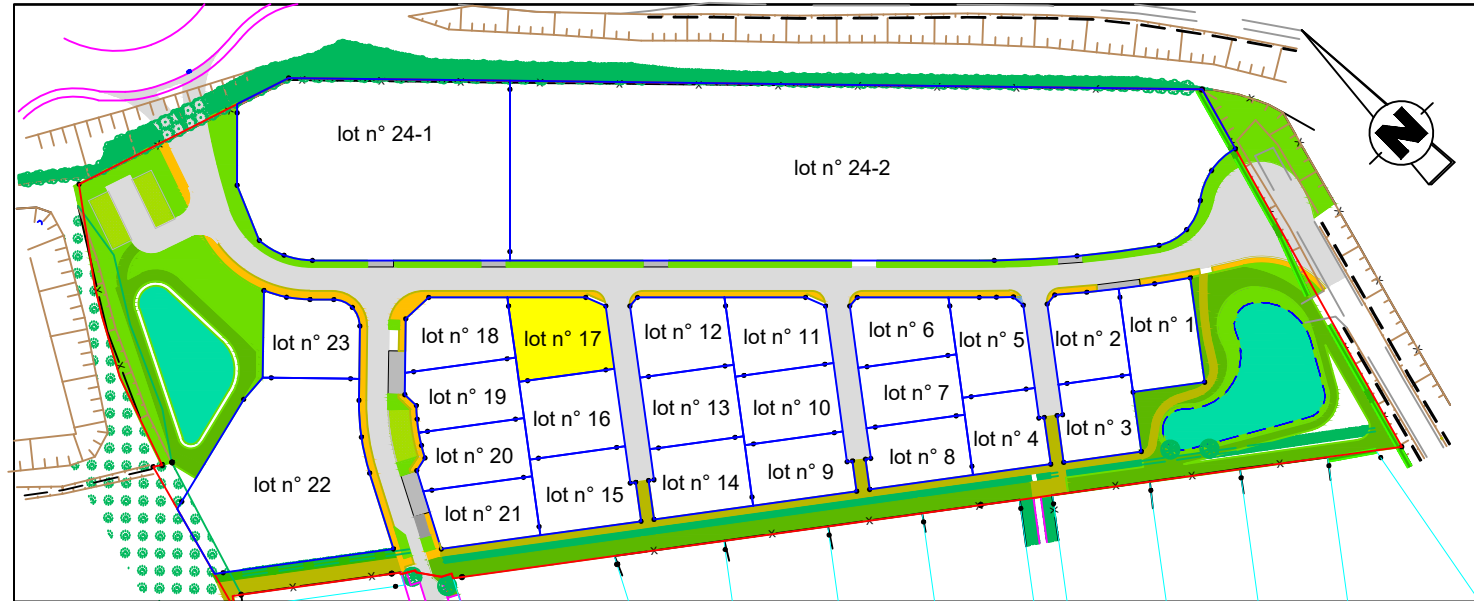 lot n° 24-1
lot n° 24-2
N
lot n° 23
lot n° 18
lot n° 17
lot n° 12
lot n° 11
lot n° 6
lot n° 5
lot n° 2
lot n° 1
lot n° 19
lot n° 16
lot n° 13
lot n° 10
lot n° 7
lot n° 4
lot n° 3
lot n° 20
lot n° 22
lot n° 21
lot n° 15
lot n° 14
lot n° 9
lot n° 8